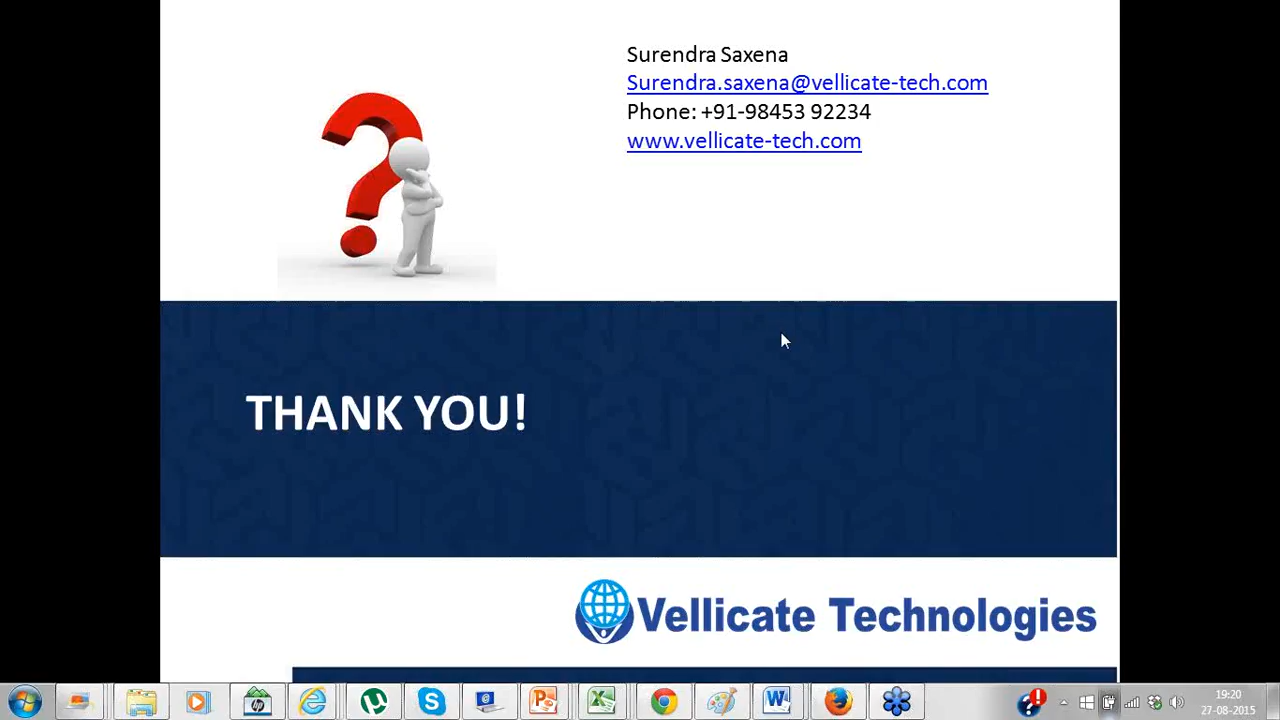 Surendra Saxena
Surendra.saxena@vellicate-tech.com
Phone: +91-98453 92234
www.vellicate-tech.com
THANK YOU!
Vellicate Technologies
19:20
27-08-2015